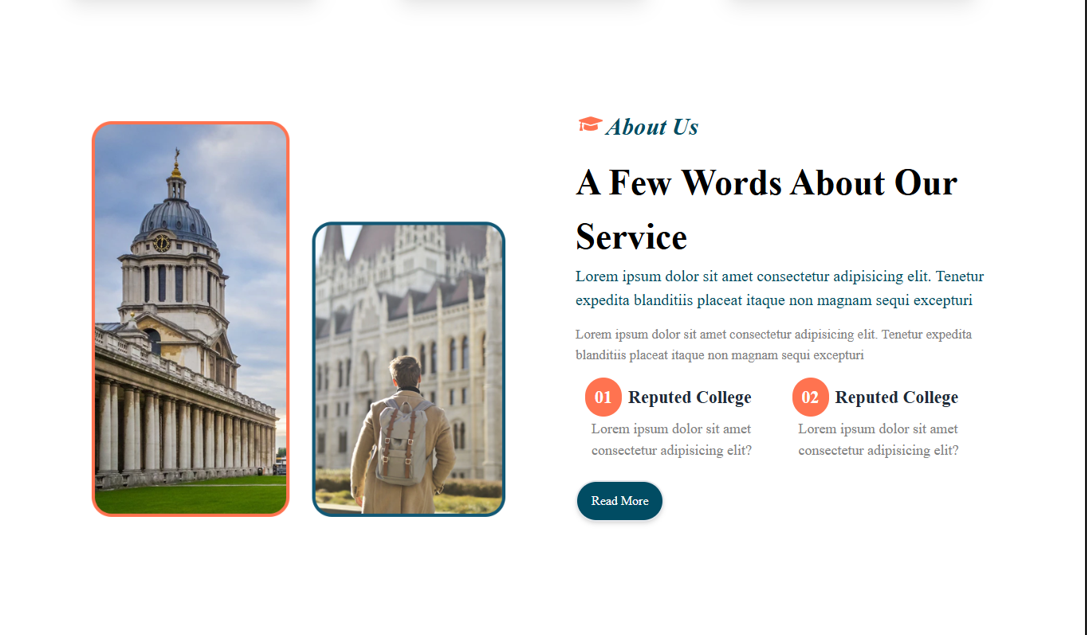 About Us
A Few Words About Our
Service
Lorem ipsum dolor sit amet consectetur adipisicing elit. Tenetur
expedita blanditiis placeat itaque non magnam sequi excepturi
Lorem ipsum dolor sit amet consectetur adipisicing elit. Tenetur expedita
blanditiis placeat itaque non magnam sequi excepturi
01 Reputed College
Lorem ipsum dolor sit amet
consectetur adipisicing elit?
02 Reputed College
Lorem ipsum dolor sit amet
consectetur adipisicing elit?
Read More